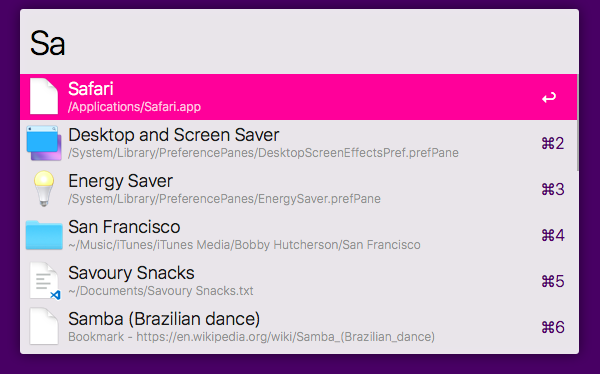 Sa
Safari
/Applications/Safari.app
↩
Desktop and Screen Saver
/System/Library/PreferencePanes/DesktopScreenEffectsPref.prefPane
⌘2
Energy Saver
/System/Library/PreferencePanes/EnergySaver.prefPane
⌘3
San Francisco
~/Music/iTunes/iTunes Media/Bobby Hutcherson/San Francisco
⌘4
Savoury Snacks
~/Documents/Savoury Snacks.txt
⌘5
Samba (Brazilian dance)
Bookmark - https://en.wikipedia.org/wiki/Samba_(Brazilian_dance)
⌘6